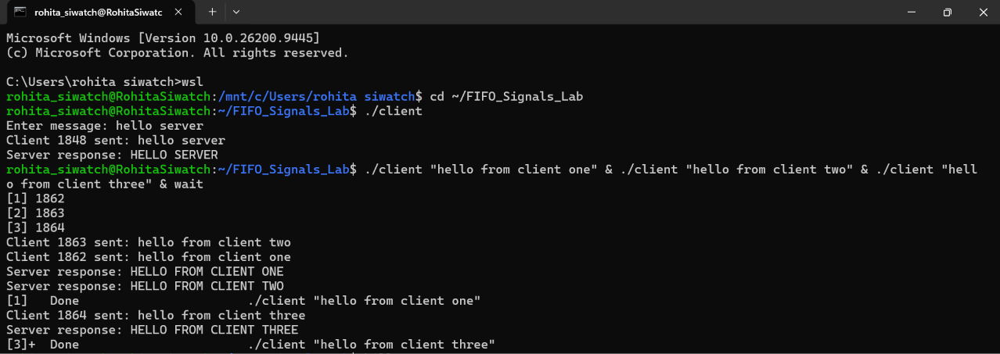 rohita_siwatch@RohitaSiwatc
Microsoft Windows [Version 10.0.26200.9445]
(c) Microsoft Corporation. All rights reserved.
C:\Users\rohita siwatch>wsl
rohita_siwatch@RohitaSiwatch:/mnt/c/Users/rohita siwatch$ cd ~/FIFO_Signals_Lab
rohita_siwatch@RohitaSiwatch:~/FIFO_Signals_Lab$ ./client
Enter message: hello server
Client 1848 sent: hello server
Server response: HELLO SERVER
rohita_siwatch@RohitaSiwatch:~/FIFO_Signals_Lab$ ./client "hello from client one" & ./client "hello from client two" & ./client "hell
o from client three" & wait
[1] 1862
[2] 1863
[3] 1864
Client 1863 sent: hello from client two
Client 1862 sent: hello from client one
Server response: HELLO FROM CLIENT ONE
Server response: HELLO FROM CLIENT TWO
[1]   Done                    ./client "hello from client one"
Client 1864 sent: hello from client three
Server response: HELLO FROM CLIENT THREE
[3]+  Done                    ./client "hello from client three"